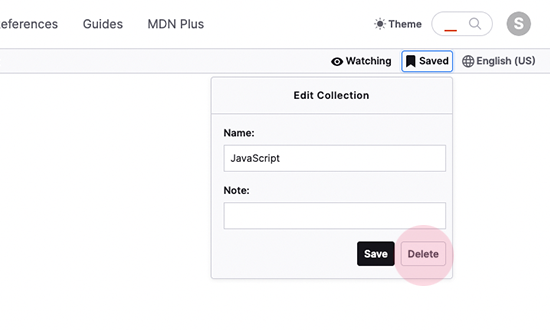 eferences Guides MDN Plus Theme S
Watching Saved English (US)
Edit Collection
Name:
JavaScript
Note:
Save Delete